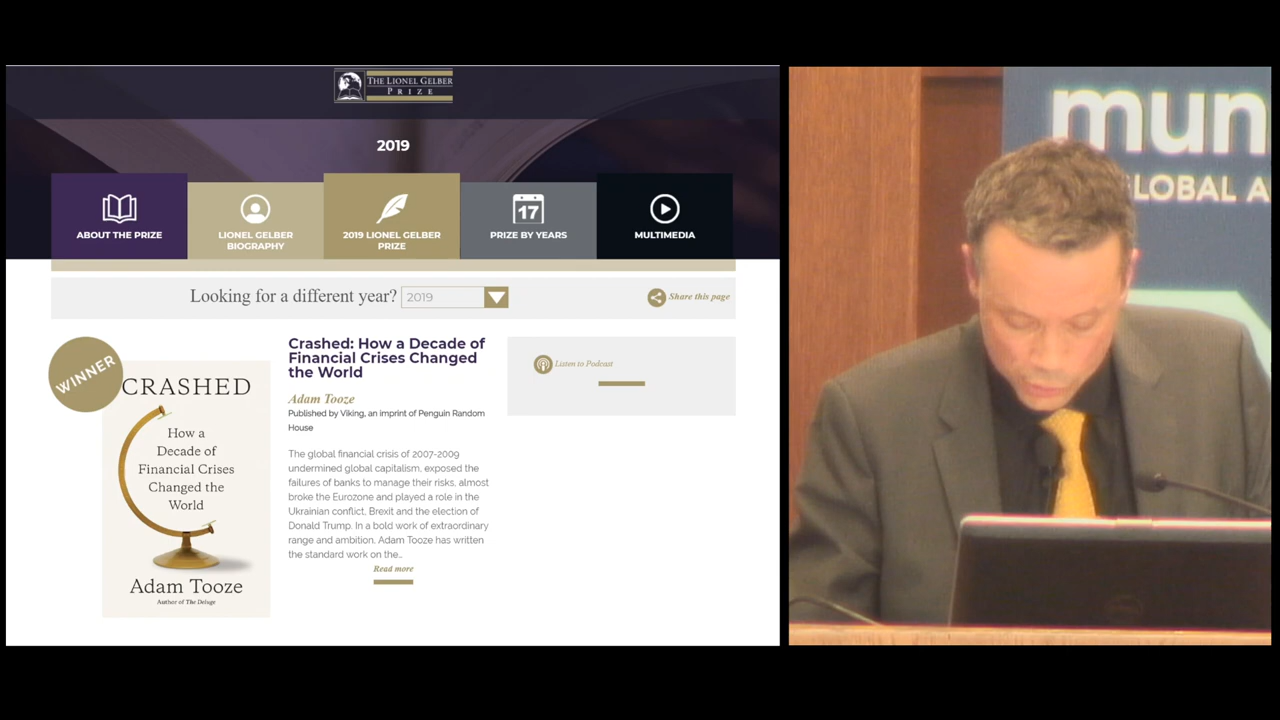 THE LIONEL GELBER
PRIZE
2019
ABOUT THE PRIZE
LIONEL GELBER
BIOGRAPHY
2019 LIONEL GELBER
PRIZE
17
PRIZE BY YEARS
MULTIMEDIA
Looking for a different year?
2019
Share this page
WINNER
CRASHED
How a
Decade of
Financial Crises
Changed the
World
Adam Tooze
Author of The Deluge
Crashed: How a Decade of
Financial Crises Changed
the World
Adam Tooze
Published by Viking, an imprint of Penguin Random
House
The global financial crisis of 2007-2009
undermined global capitalism, exposed the
failures of banks to manage their risks, almost
broke the Eurozone and played a role in the
Ukrainian conflict, Brexit and the election of
Donald Trump. In a bold work of extraordinary
range and ambition, Adam Tooze has written
the standard work on the...
Read more
Listen to Podcast
mun
GLOBAL A